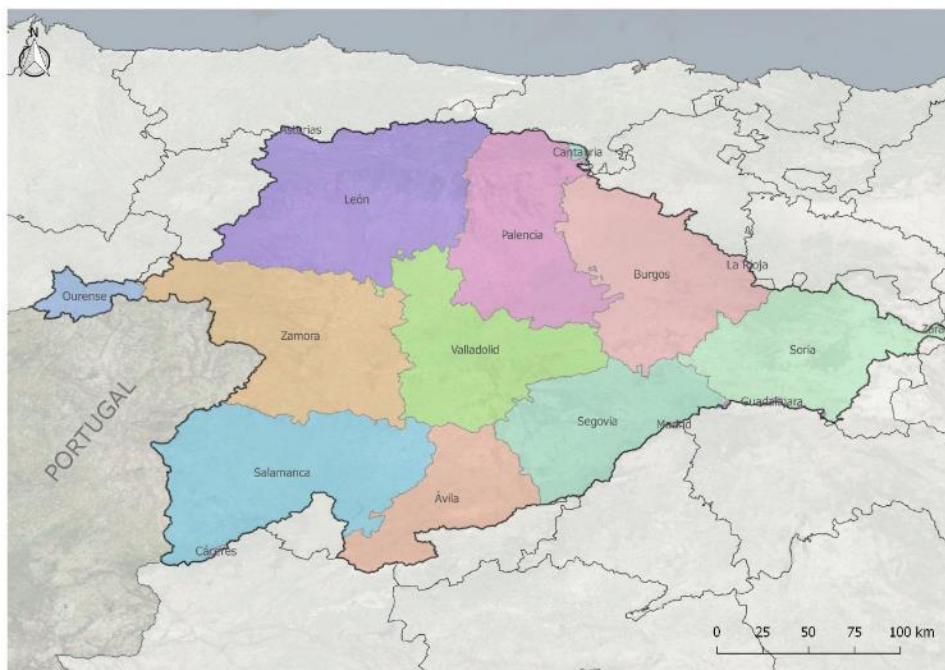 N
Asturias
Cantabria
León
Palencia
Burgos
La Rioja
Ourense
Zamora
Valladolid
Soria
Zara
PORTUGAL
Guadalajara
Segovia
Madrid
Salamanca
Ávila
Cáceres
0 25 50 75 100 km